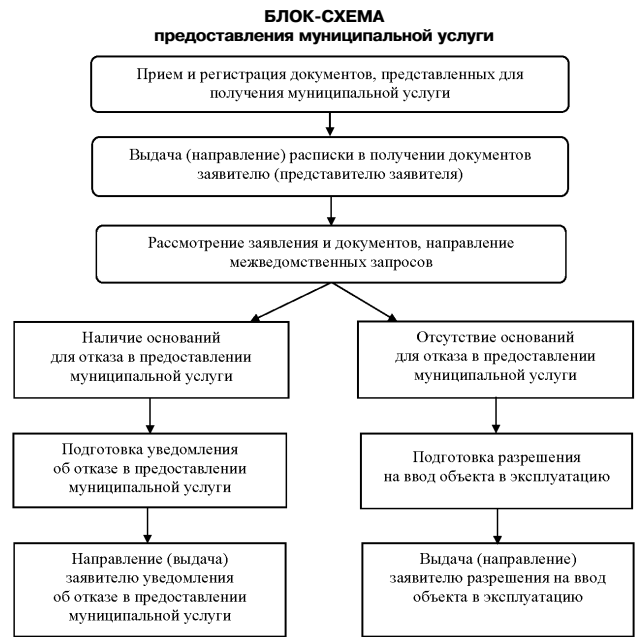 БЛОК-СХЕМА
предоставления муниципальной услуги
Прием и регистрация документов, представленных для
получения муниципальной услуги
Выдача (направление) расписки в получении документов
заявителю (представителю заявителя)
Рассмотрение заявления и документов, направление
межведомственных запросов
Наличие оснований
для отказа в предоставлении
муниципальной услуги
Отсутствие оснований
для отказа в предоставлении
муниципальной услуги
Подготовка уведомления
об отказе в предоставлении
муниципальной услуги
Подготовка разрешения
на ввод объекта в эксплуатацию
Направление (выдача)
заявителю уведомления
об отказе в предоставлении
муниципальной услуги
Выдача (направление)
заявителю разрешения на ввод
объекта в эксплуатацию